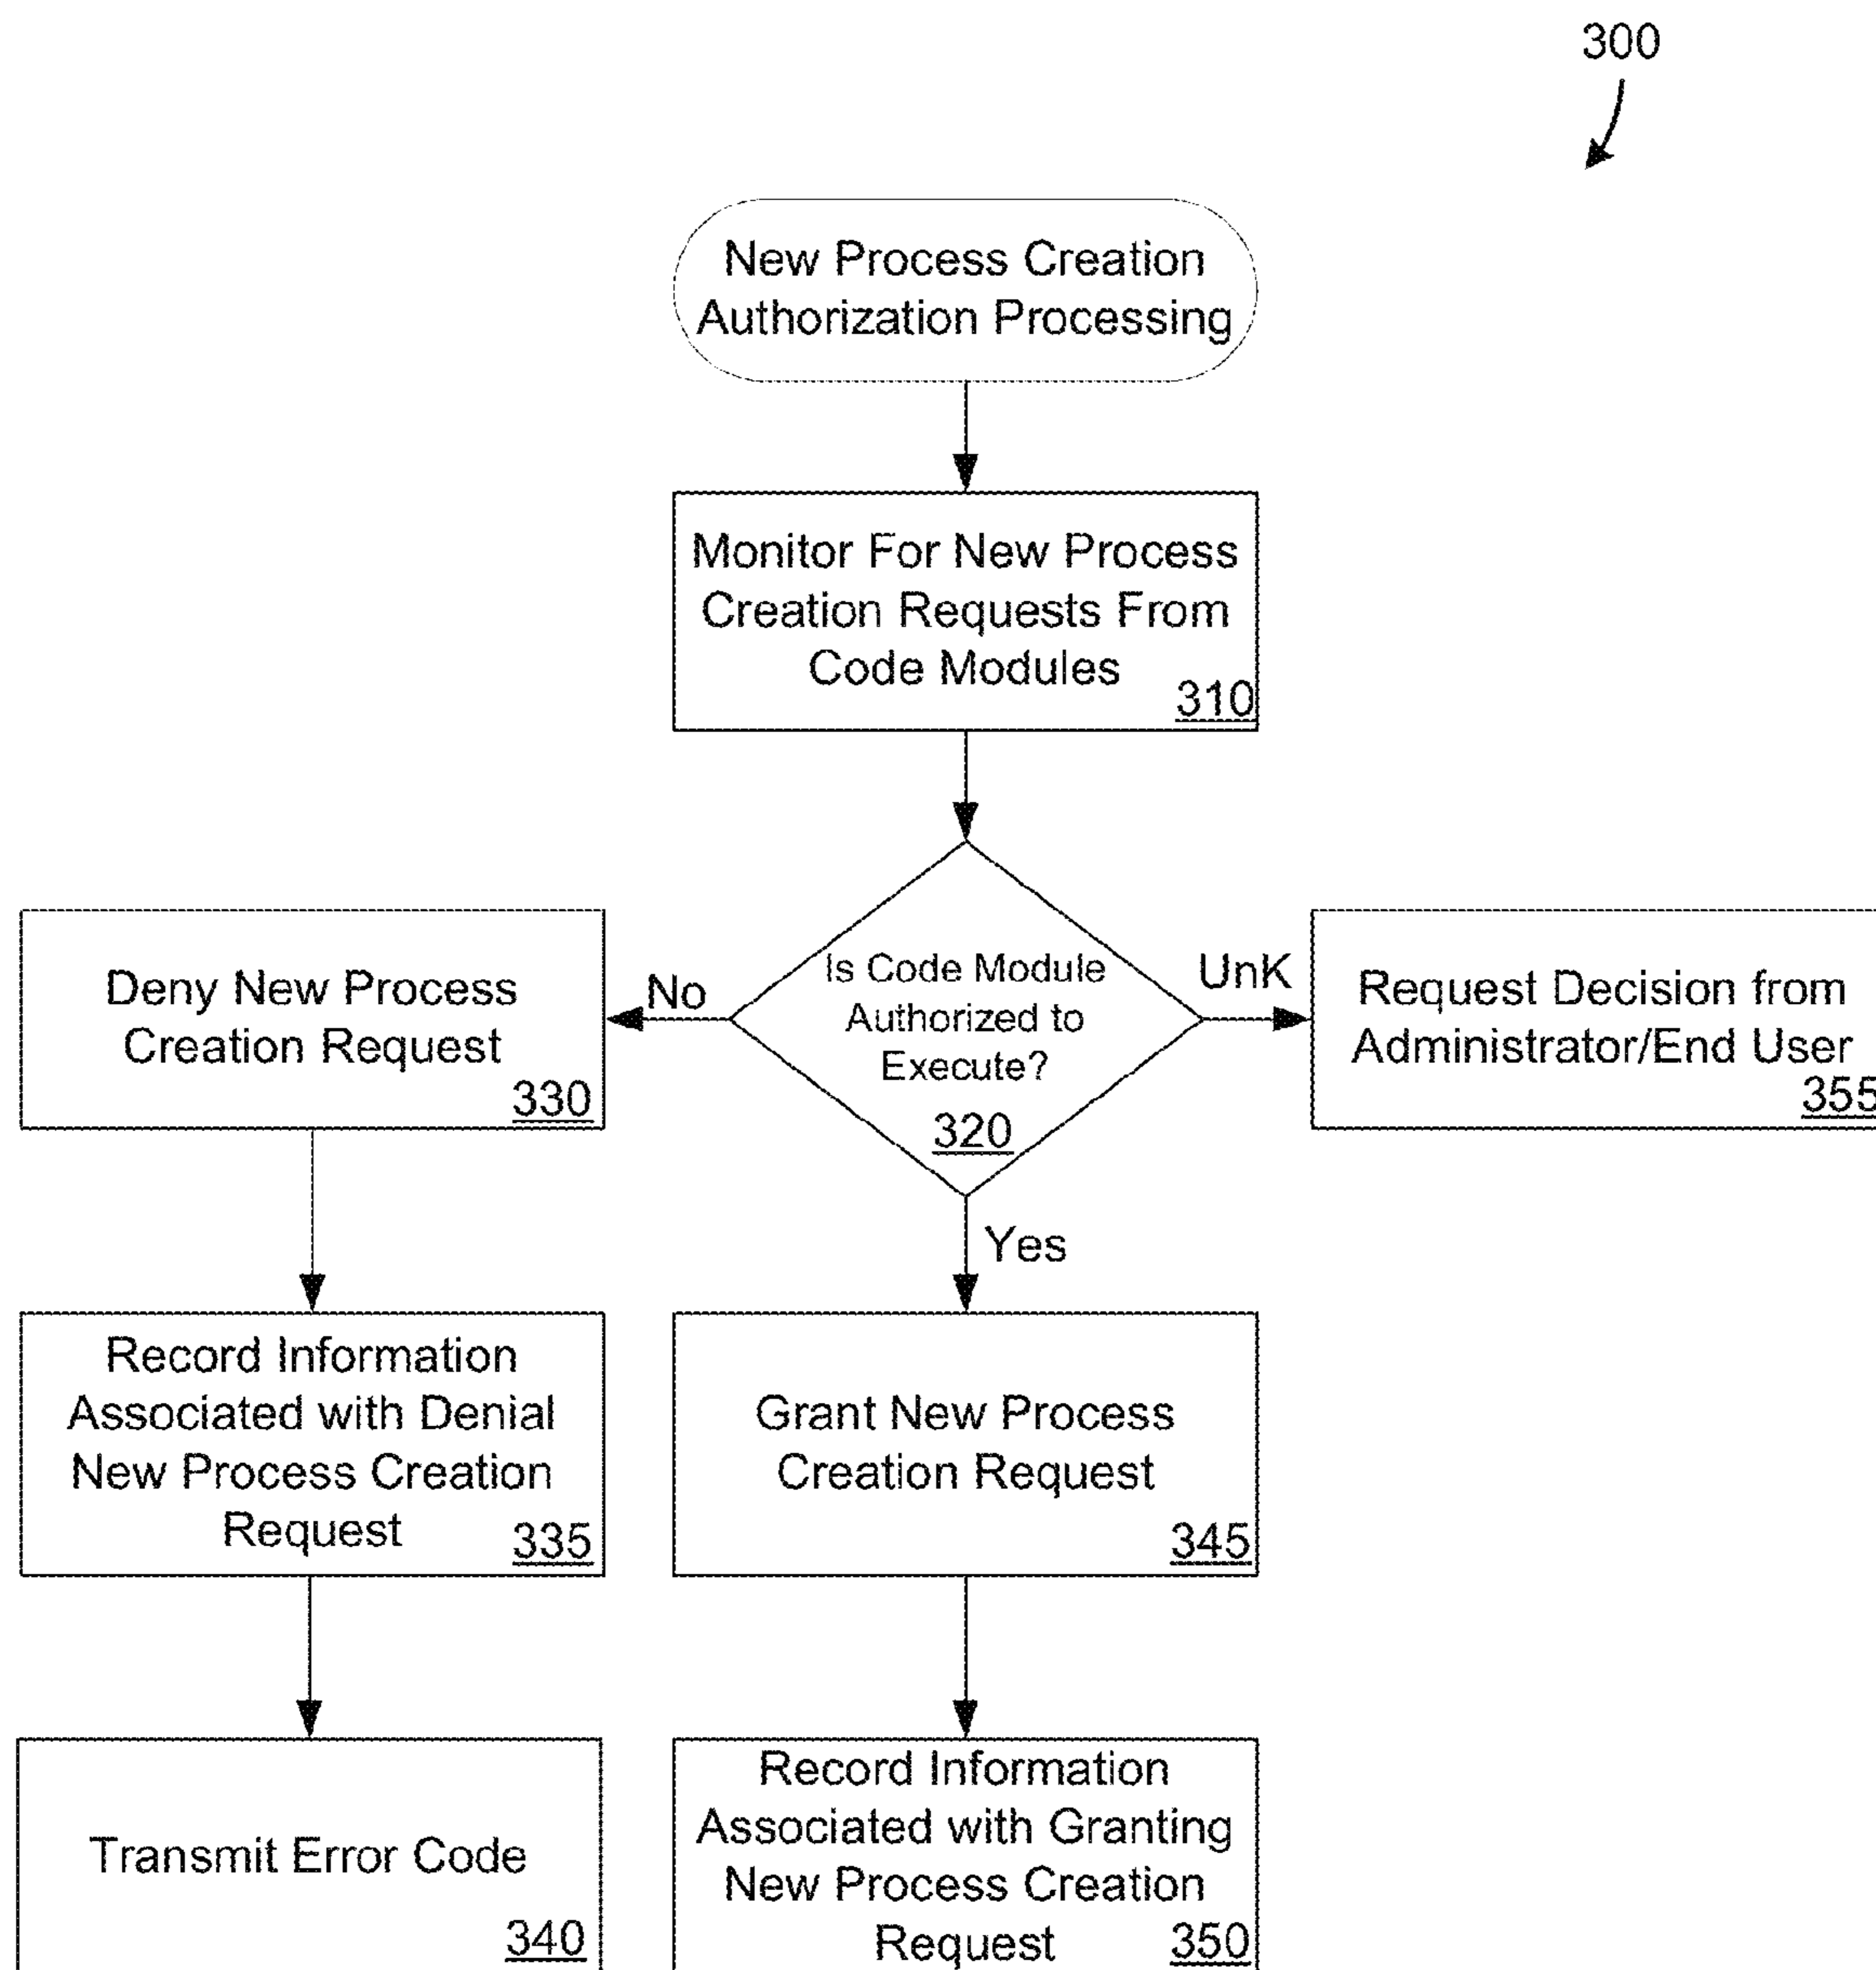 300
New Process Creation
Authorization Processing
Monitor For New Process
Creation Requests From
Code Modules
310
Deny New Process
Creation Request
330
No
Is Code Module
Authorized to
Execute?
320
UnK
Request Decision from
Administrator/End User
355
Yes
Record Information
Associated with Denial
New Process Creation
Request
335
Grant New Process
Creation Request
345
Transmit Error Code
340
Record Information
Associated with Granting
New Process Creation
Request
350